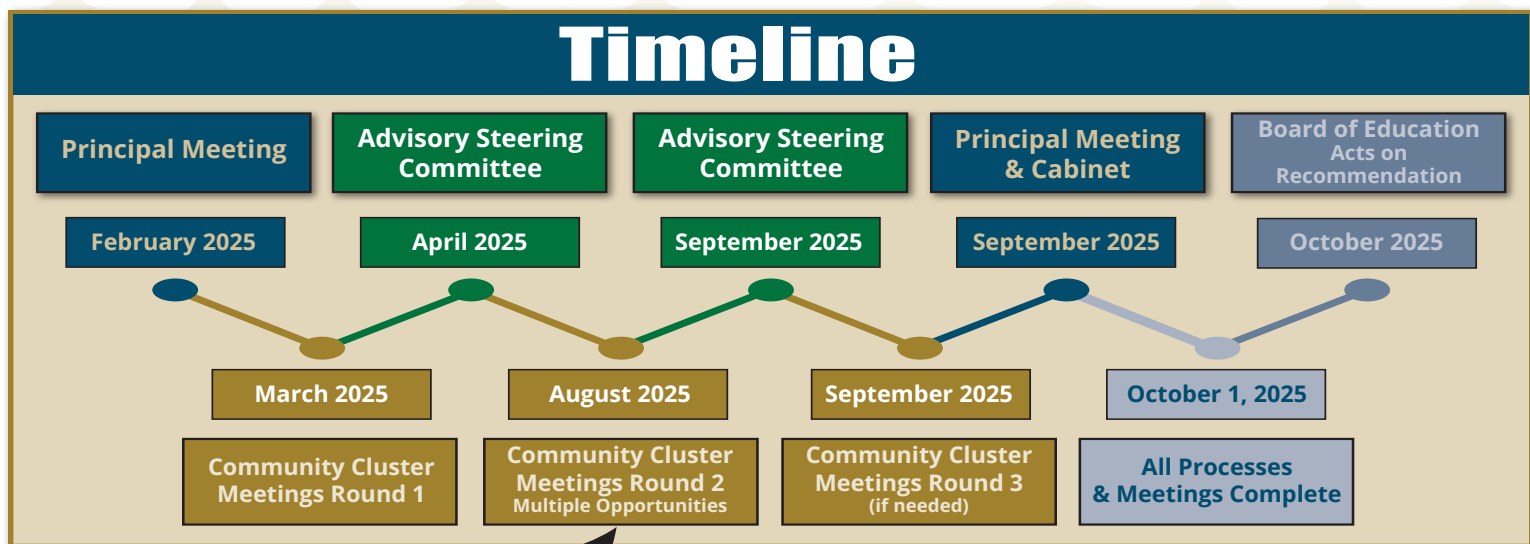 Timeline
Principal Meeting
Advisory Steering
Committee
Advisory Steering
Committee
Principal Meeting
& Cabinet
Board of Education
Acts on
Recommendation
February 2025
April 2025
September 2025
September 2025
October 2025
March 2025
August 2025
September 2025
October 1, 2025
Community Cluster
Meetings Round 1
Community Cluster
Meetings Round 2
Multiple Opportunities
Community Cluster
Meetings Round 3
(if needed)
All Processes
& Meetings Complete